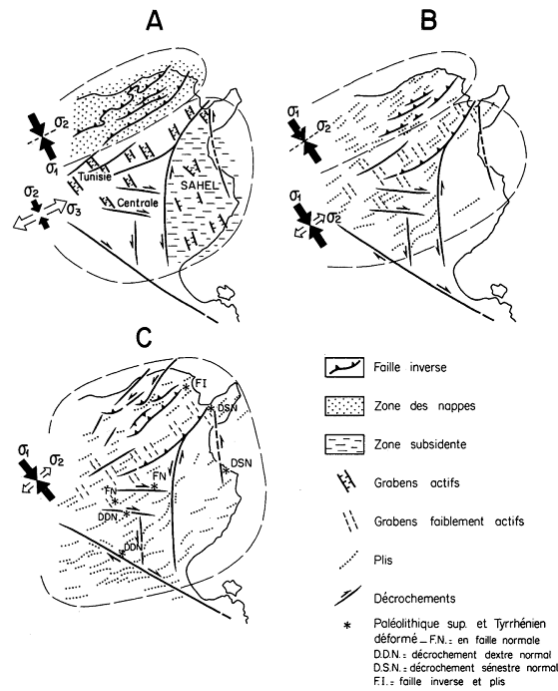 A
B
σ2
σ1
Tunisie
SAHEL
Centrale
σ2
σ3
σ1
σ1
σ2
C
σ1
σ2
FI
DSN
DSN
FN
FN
DDN
DDN
Faille inverse
Zone des nappes
Zone subsidente
Grabens actifs
Grabens faiblement actifs
Plis
Décrochements
* Paléolithique sup. et Tyrrhénien
déformé _ F.N.: en faille normale
D.D.N.: décrochement dextre normal
D.S.N.: décrochement sénestre normal
F.I.: faille inverse et plis